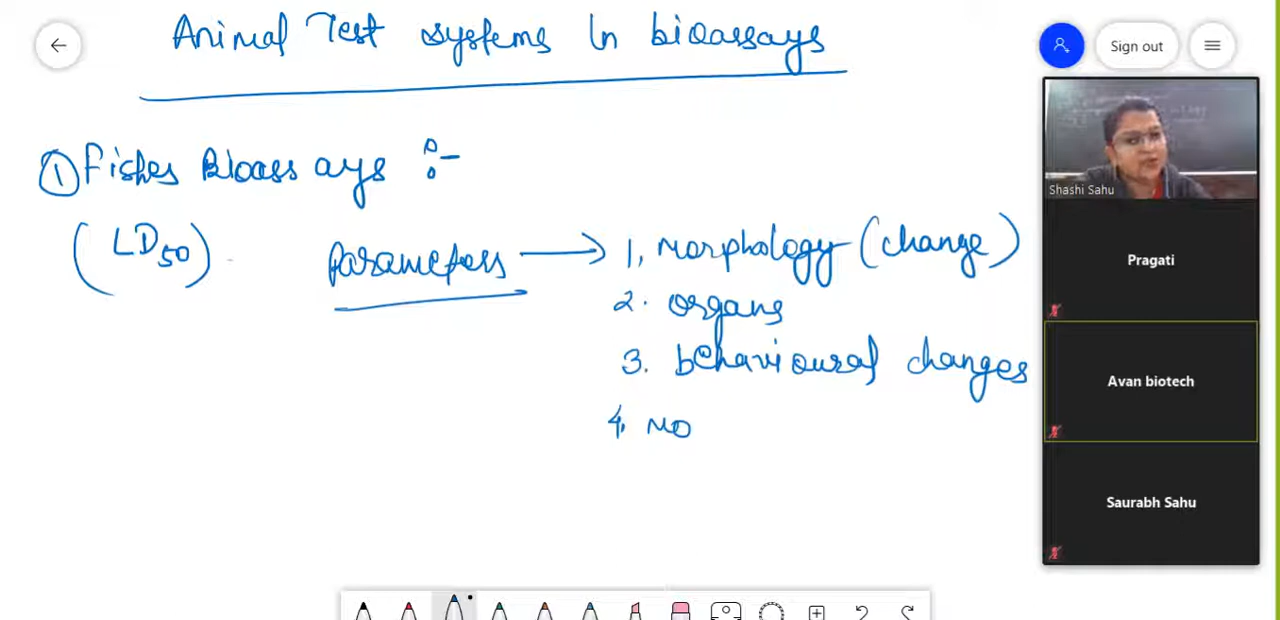 Animal Test systems In bioassays
Sign out
① Fishes Bioassays :-
Shashi Sahu
(LD50)
Parameters → 1, morphology (change)
Pragati
2. organs
3. behavioural changes
Avan biotech
4, MO
Saurabh Sahu